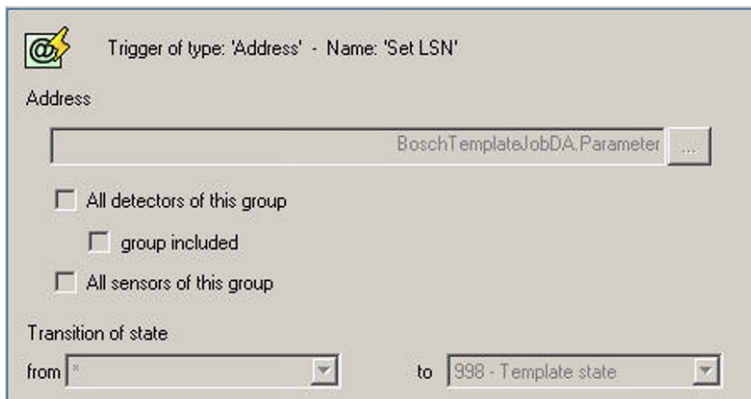 @ Trigger of type: 'Address' - Name: 'Set LSN'
Address
BoschTemplateJobDA.Parameter ...
All detectors of this group
group included
All sensors of this group
Transition of state
from * to 998 - Template state